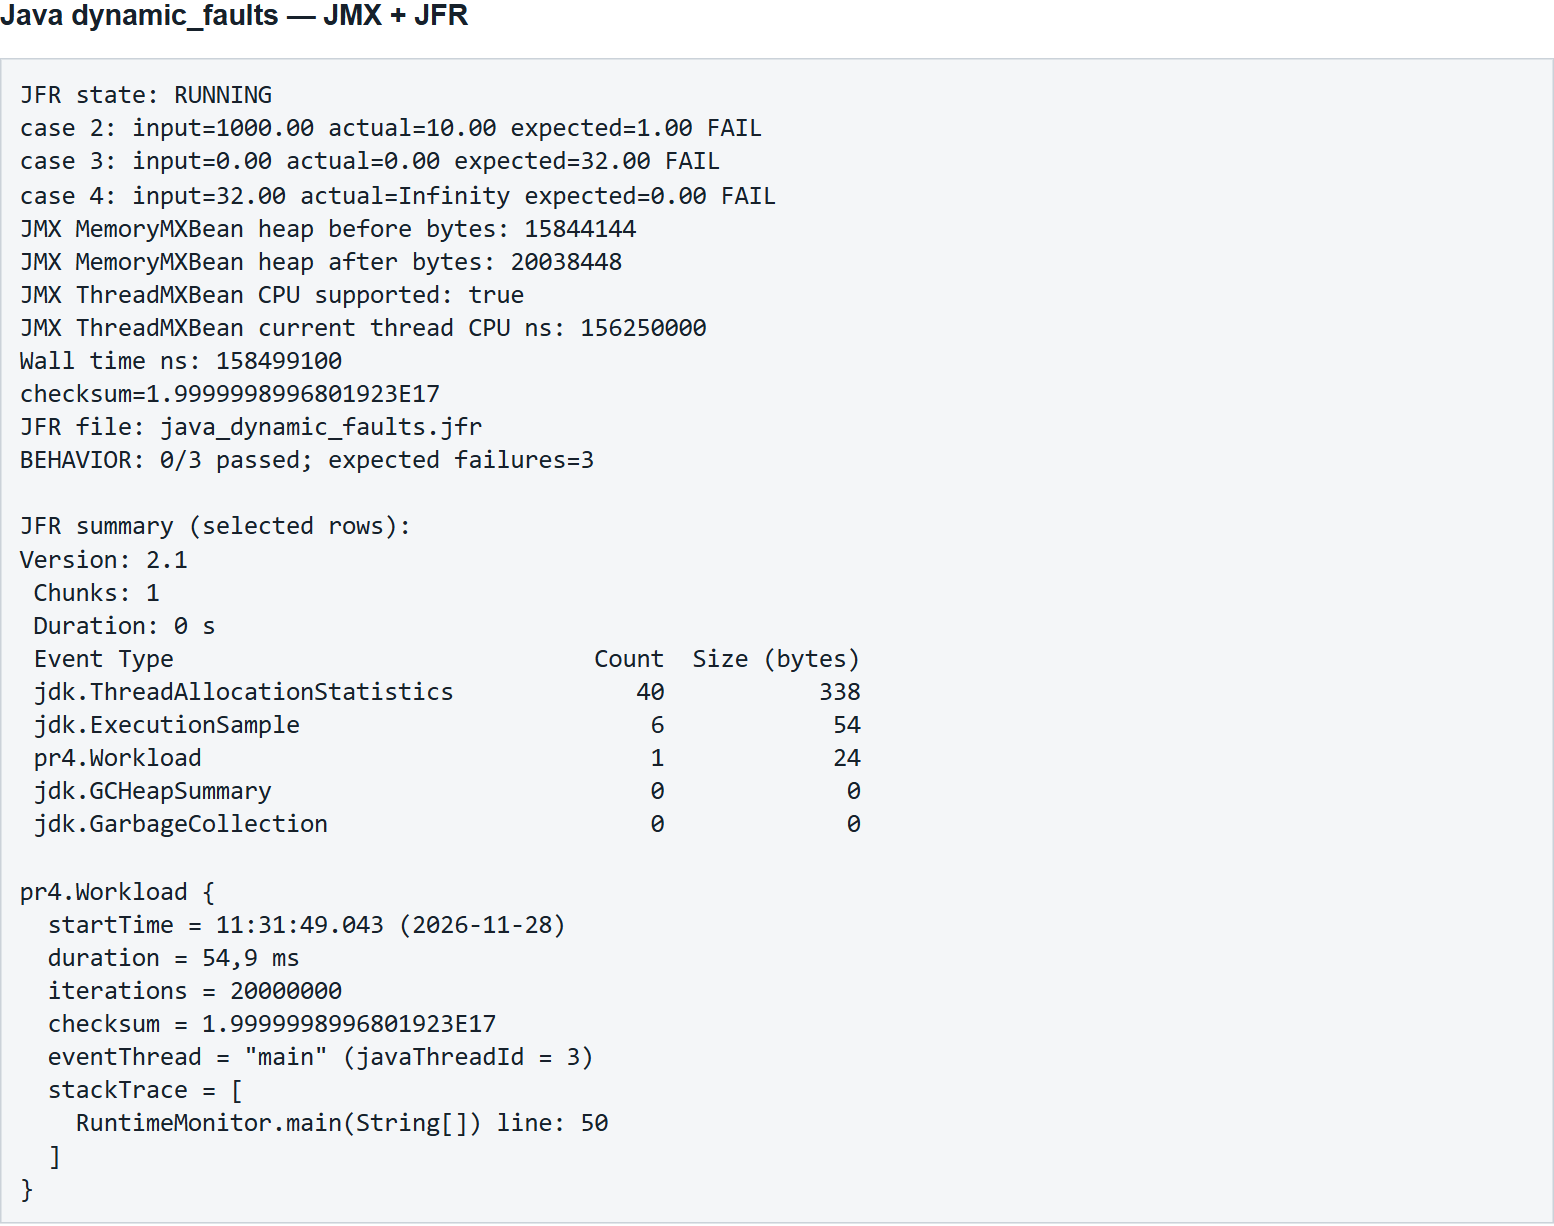 Java dynamic_faults — JMX + JFR
JFR state: RUNNING
case 2: input=1000.00 actual=10.00 expected=1.00 FAIL
case 3: input=0.00 actual=0.00 expected=32.00 FAIL
case 4: input=32.00 actual=Infinity expected=0.00 FAIL
JMX MemoryMXBean heap before bytes: 15844144
JMX MemoryMXBean heap after bytes: 20038448
JMX ThreadMXBean CPU supported: true
JMX ThreadMXBean current thread CPU ns: 156250000
Wall time ns: 158499100
checksum=1.9999998996801923E17
JFR file: java_dynamic_faults.jfr
BEHAVIOR: 0/3 passed; expected failures=3
JFR summary (selected rows):
Version: 2.1
Chunks: 1
Duration: 0 s
Event Type Count Size (bytes)
jdk.ThreadAllocationStatistics 40 338
jdk.ExecutionSample 6 54
pr4.Workload 1 24
jdk.GCHeapSummary 0 0
jdk.GarbageCollection 0 0
pr4.Workload {
startTime = 11:31:49.043 (2026-11-28)
duration = 54,9 ms
iterations = 20000000
checksum = 1.9999998996801923E17
eventThread = "main" (javaThreadId = 3)
stackTrace = [
RuntimeMonitor.main(String[]) line: 50
]
}